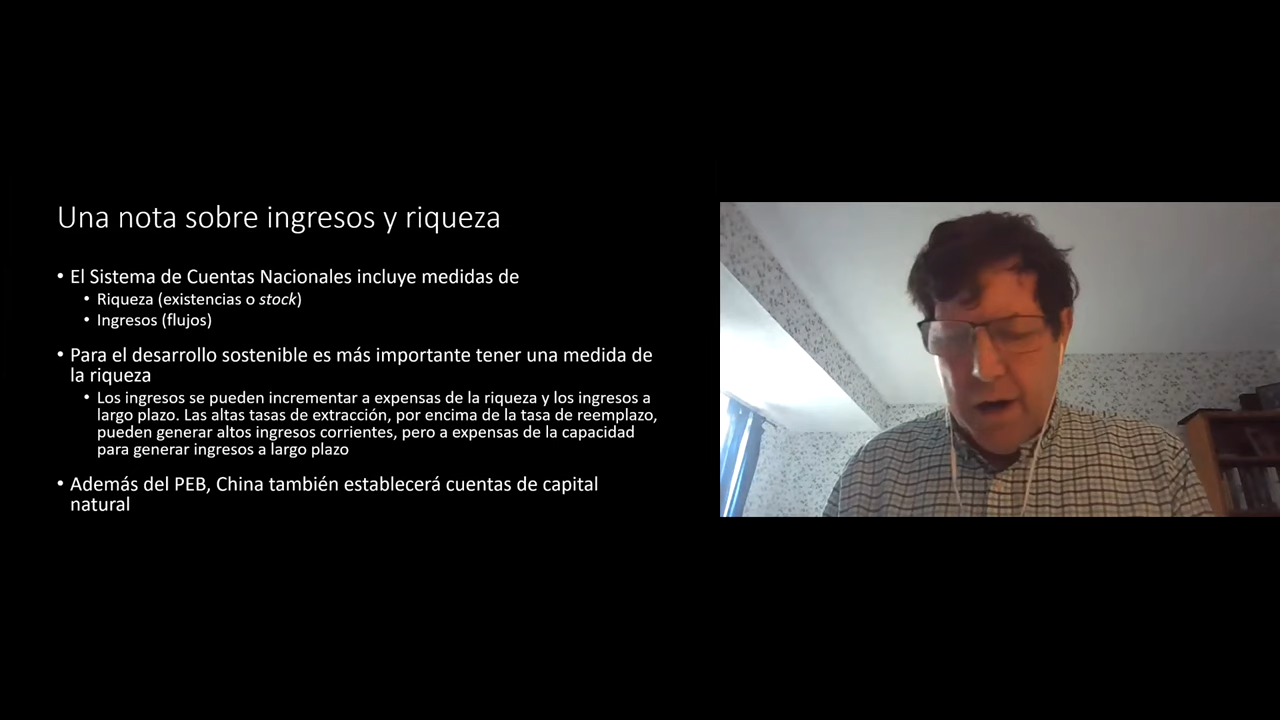 Una nota sobre ingresos y riqueza
• El Sistema de Cuentas Nacionales incluye medidas de
• Riqueza (existencias o stock)
• Ingresos (flujos)
• Para el desarrollo sostenible es más importante tener una medida de
la riqueza
• Los ingresos se pueden incrementar a expensas de la riqueza y los ingresos a
largo plazo. Las altas tasas de extracción, por encima de la tasa de reemplazo,
pueden generar altos ingresos corrientes, pero a expensas de la capacidad
para generar ingresos a largo plazo
• Además del PEB, China también establecerá cuentas de capital
natural